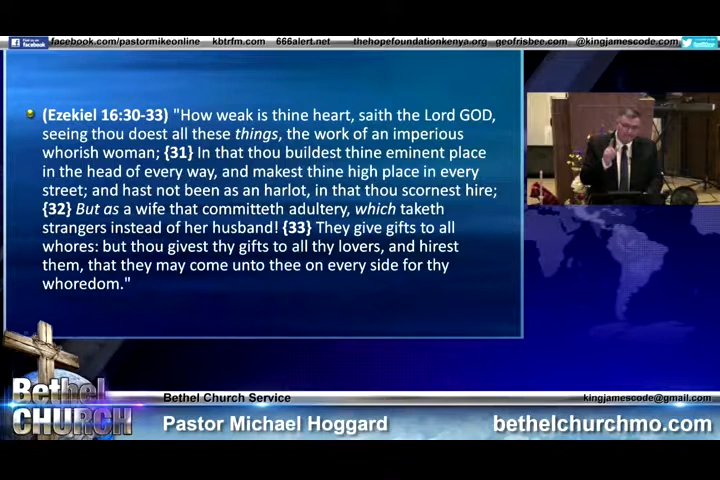 facebook.com/pastormikeonline kbtrfm.com 666alert.net thehopefoundationkenya.org geofrisbee.com @kingjamescode.com
(Ezekiel 16:30-33) "How weak is thine heart, saith the Lord GOD,
seeing thou doest all these things, the work of an imperious
whorish woman; {31} In that thou buildest thine eminent place
in the head of every way, and makest thine high place in every
street; and hast not been as an harlot, in that thou scornest hire;
{32} But as a wife that committeth adultery, which taketh
strangers instead of her husband! {33} They give gifts to all
whores: but thou givest thy gifts to all thy lovers, and hirest
them, that they may come unto thee on every side for thy
whoredom."
Bethel
CHURCH
Bethel Church Service kingjamescode@gmail.com
Pastor Michael Hoggard bethelchurchmo.com